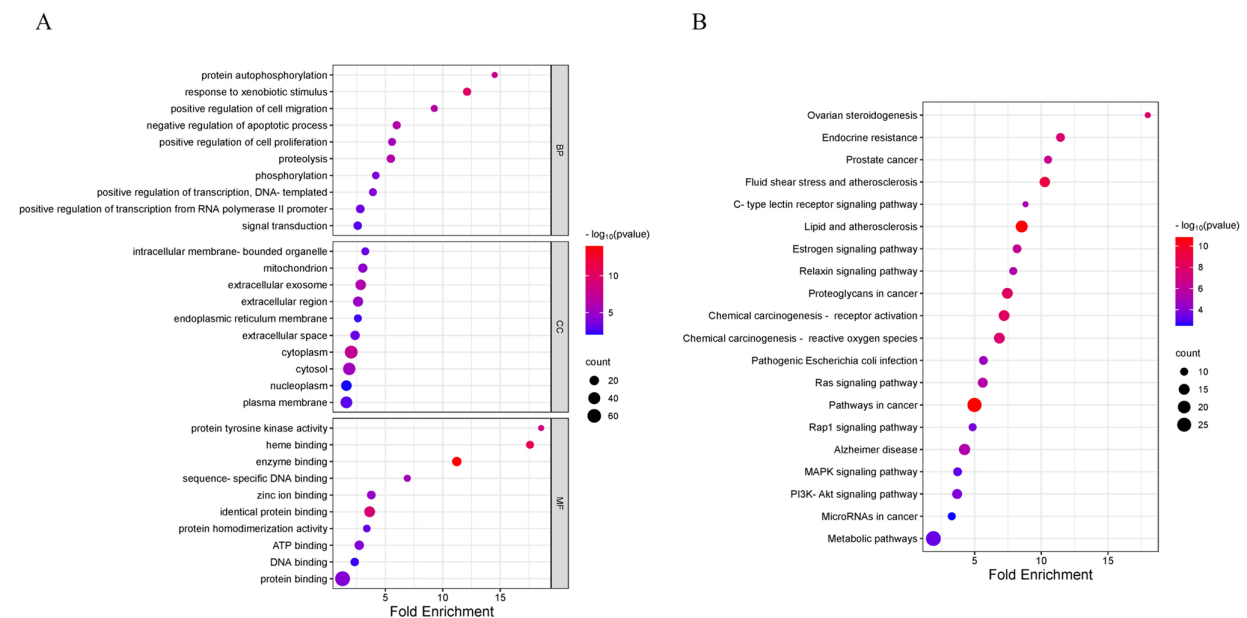 A
protein autophosphorylation
response to xenobiotic stimulus
positive regulation of cell migration
negative regulation of apoptotic process
positive regulation of cell proliferation
proteolysis
phosphorylation
positive regulation of transcription, DNA- templated
positive regulation of transcription from RNA polymerase II promoter
signal transduction
BP
intracellular membrane- bounded organelle
mitochondrion
extracellular exosome
extracellular region
endoplasmic reticulum membrane
extracellular space
cytoplasm
cytosol
nucleoplasm
plasma membrane
CC
protein tyrosine kinase activity
heme binding
enzyme binding
sequence- specific DNA binding
zinc ion binding
identical protein binding
protein homodimerization activity
ATP binding
DNA binding
protein binding
MF
5 10 15
Fold Enrichment
- log10(pvalue)
10
5
count
20
40
60
B
Ovarian steroidogenesis
Endocrine resistance
Prostate cancer
Fluid shear stress and atherosclerosis
C- type lectin receptor signaling pathway
Lipid and atherosclerosis
Estrogen signaling pathway
Relaxin signaling pathway
Proteoglycans in cancer
Chemical carcinogenesis - receptor activation
Chemical carcinogenesis - reactive oxygen species
Pathogenic Escherichia coli infection
Ras signaling pathway
Pathways in cancer
Rap1 signaling pathway
Alzheimer disease
MAPK signaling pathway
PI3K- Akt signaling pathway
MicroRNAs in cancer
Metabolic pathways
5 10 15
Fold Enrichment
- log10(pvalue)
10
8
6
4
count
10
15
20
25